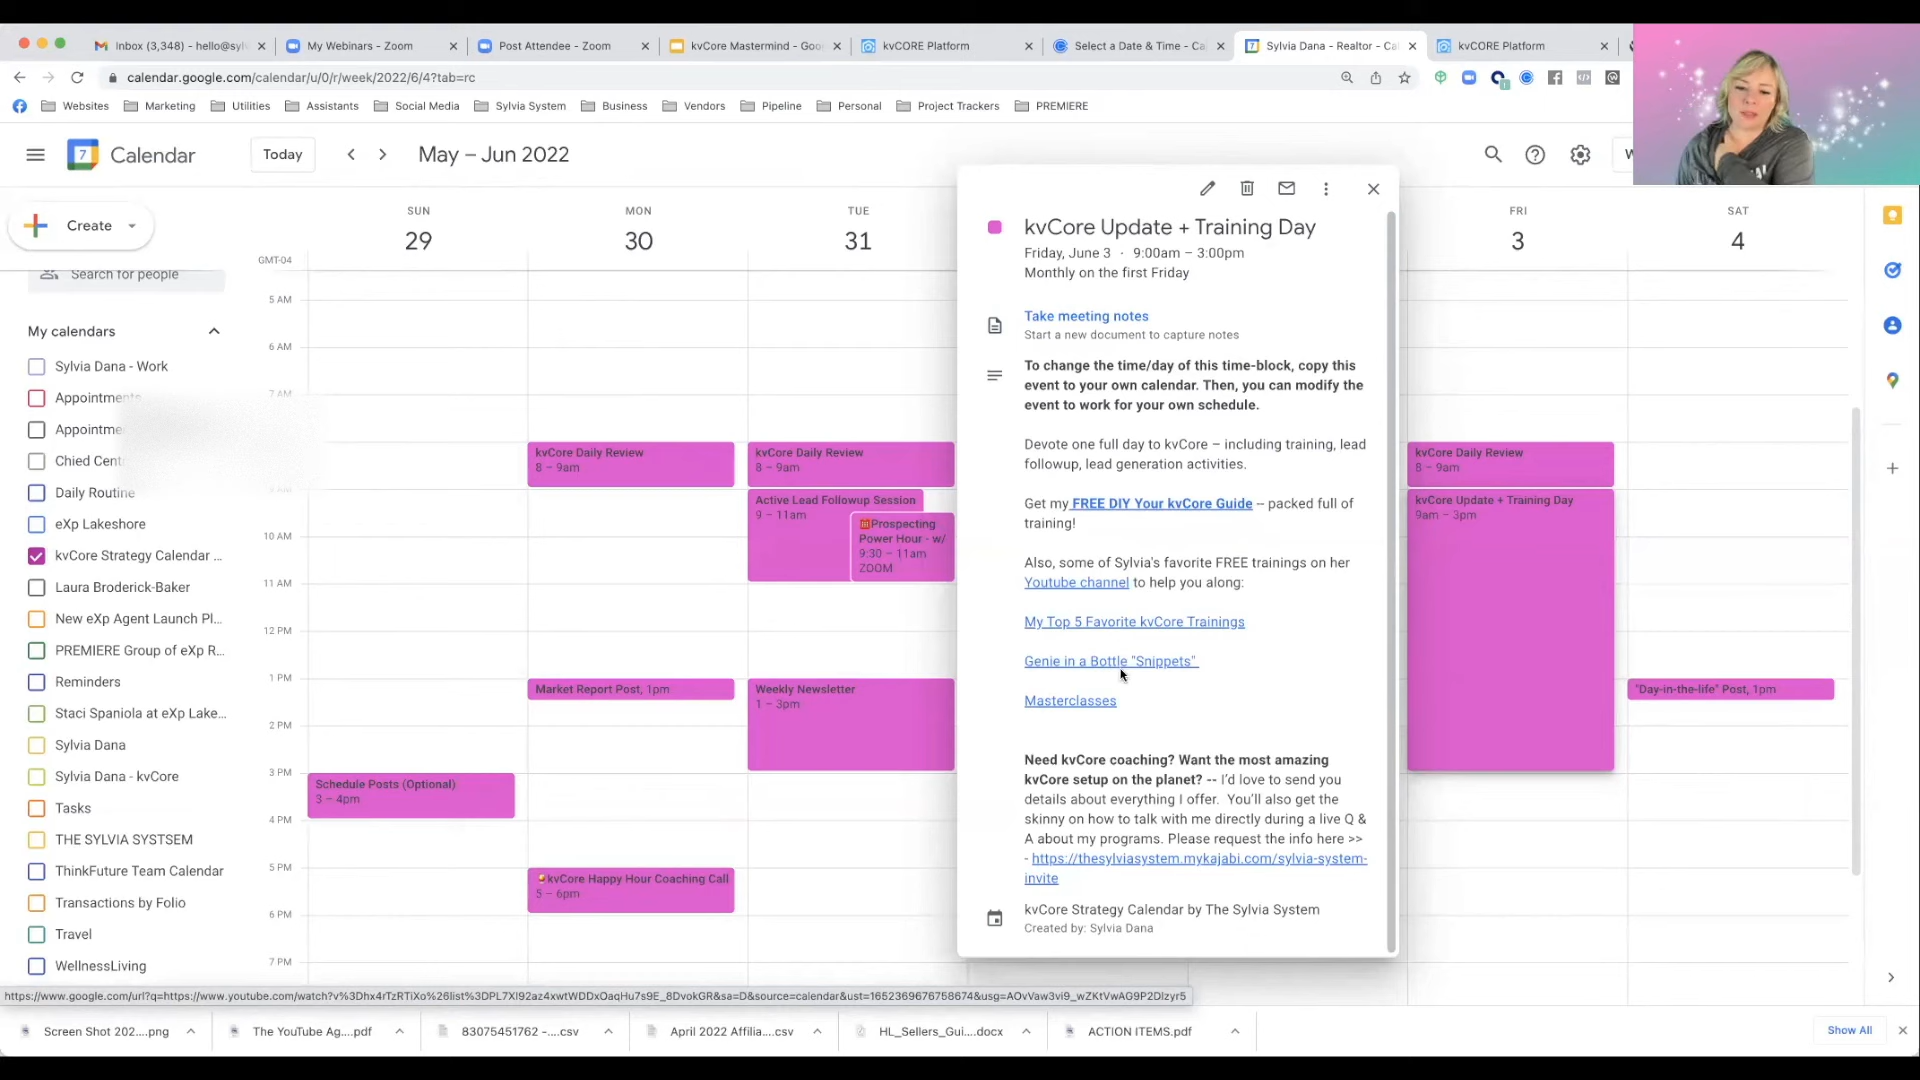 Inbox (3,348) - hello@syl
My Webinars - Zoom
Post Attendee - Zoom
kvCore Mastermind - Goo
kvCORE Platform
Select a Date & Time - Ca
Sylvia Dana - Realtor - Ca
kvCORE Platform
calendar.google.com/calendar/u/0/r/week/2022/6/4?tab=rc
Websites
Marketing
Utilities
Assistants
Social Media
Sylvia System
Business
Vendors
Pipeline
Personal
Project Trackers
PREMIERE
7
Calendar
Today
May – Jun 2022
Create
Search for people
My calendars
Sylvia Dana - Work
Appointments
Appointme
Chied Cent
Daily Routine
eXp Lakeshore
kvCore Strategy Calendar ...
Laura Broderick-Baker
New eXp Agent Launch Pl...
PREMIERE Group of eXp R...
Reminders
Staci Spaniola at eXp Lake...
Sylvia Dana
Sylvia Dana - kvCore
Tasks
THE SYLVIA SYSTSEM
ThinkFuture Team Calendar
Transactions by Folio
Travel
WellnessLiving
GMT-04
SUN
29
MON
30
TUE
31
FRI
3
SAT
4
5 AM
6 AM
7 AM
10 AM
11 AM
12 PM
1 PM
2 PM
3 PM
4 PM
5 PM
6 PM
7 PM
Schedule Posts (Optional)
3 – 4pm
kvCore Daily Review
8 – 9am
Market Report Post, 1pm
kvCore Happy Hour Coaching Call
5 – 6pm
kvCore Daily Review
8 – 9am
Active Lead Followup Session
9 – 11am
Prospecting
Power Hour - w/
9:30 – 11am
ZOOM
Weekly Newsletter
1 – 3pm
kvCore Update + Training Day
Friday, June 3 · 9:00am – 3:00pm
Monthly on the first Friday
Take meeting notes
Start a new document to capture notes
To change the time/day of this time-block, copy this
event to your own calendar. Then, you can modify the
event to work for your own schedule.
Devote one full day to kvCore – including training, lead
followup, lead generation activities.
Get my FREE DIY Your kvCore Guide -- packed full of
training!
Also, some of Sylvia's favorite FREE trainings on her
Youtube channel to help you along:
My Top 5 Favorite kvCore Trainings
Genie in a Bottle "Snippets"
Masterclasses
Need kvCore coaching? Want the most amazing
kvCore setup on the planet? -- I'd love to send you
details about everything I offer. You'll also get the
skinny on how to talk with me directly during a live Q &
A about my programs. Please request the info here >>
- https://thesylviasystem.mykajabi.com/sylvia-system-
invite
kvCore Strategy Calendar by The Sylvia System
Created by: Sylvia Dana
kvCore Daily Review
8 – 9am
kvCore Update + Training Day
9am – 3pm
"Day-in-the-life" Post, 1pm
Screen Shot 202....png
The YouTube Ag....pdf
83075451762 -....csv
April 2022 Affilia....csv
HL_Sellers_Gui....docx
ACTION ITEMS.pdf
Show All